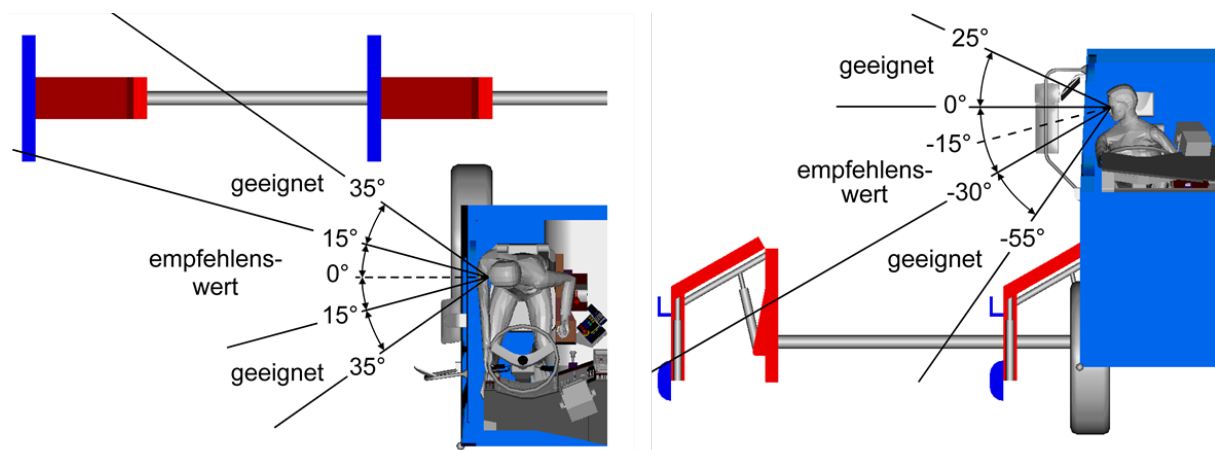 geeignet
35°
15°
empfehlens-
0°
wert
15°
35°
geeignet
25°
geeignet
0°
-15°
empfehlens-
wert
-30°
-55°
geeignet